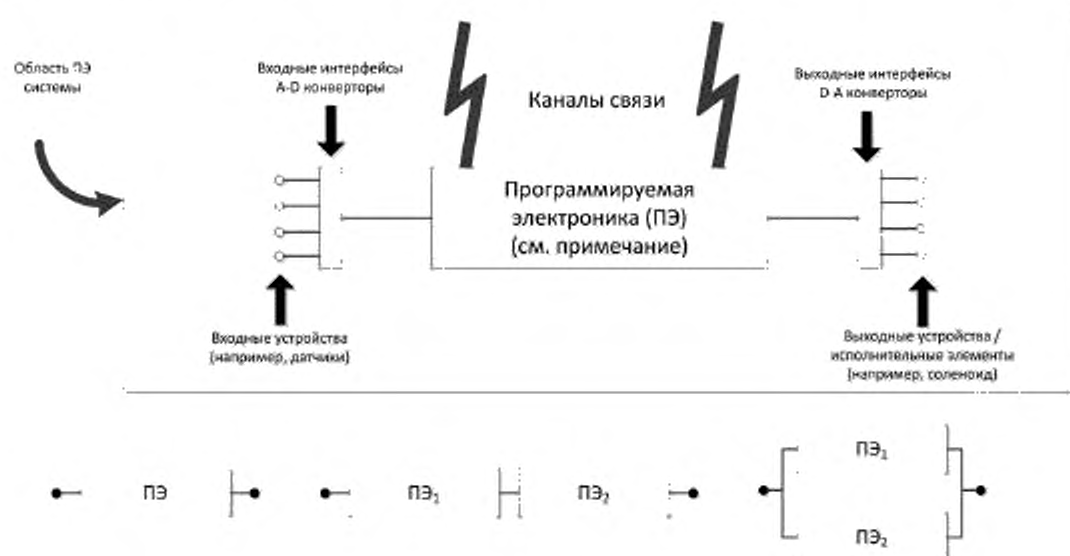 Область ПЭ
системы
Входные интерфейсы
A-D конверторы
Каналы связи
Выходные интерфейсы
D-A конверторы
Программируемая
электроника (ПЭ)
(см. примечание)
Входные устройства
(например, датчики)
Выходные устройства /
исполнительные элементы
(например, соленоид)
ПЭ
ПЭ₁
ПЭ₂
ПЭ₁
ПЭ₂